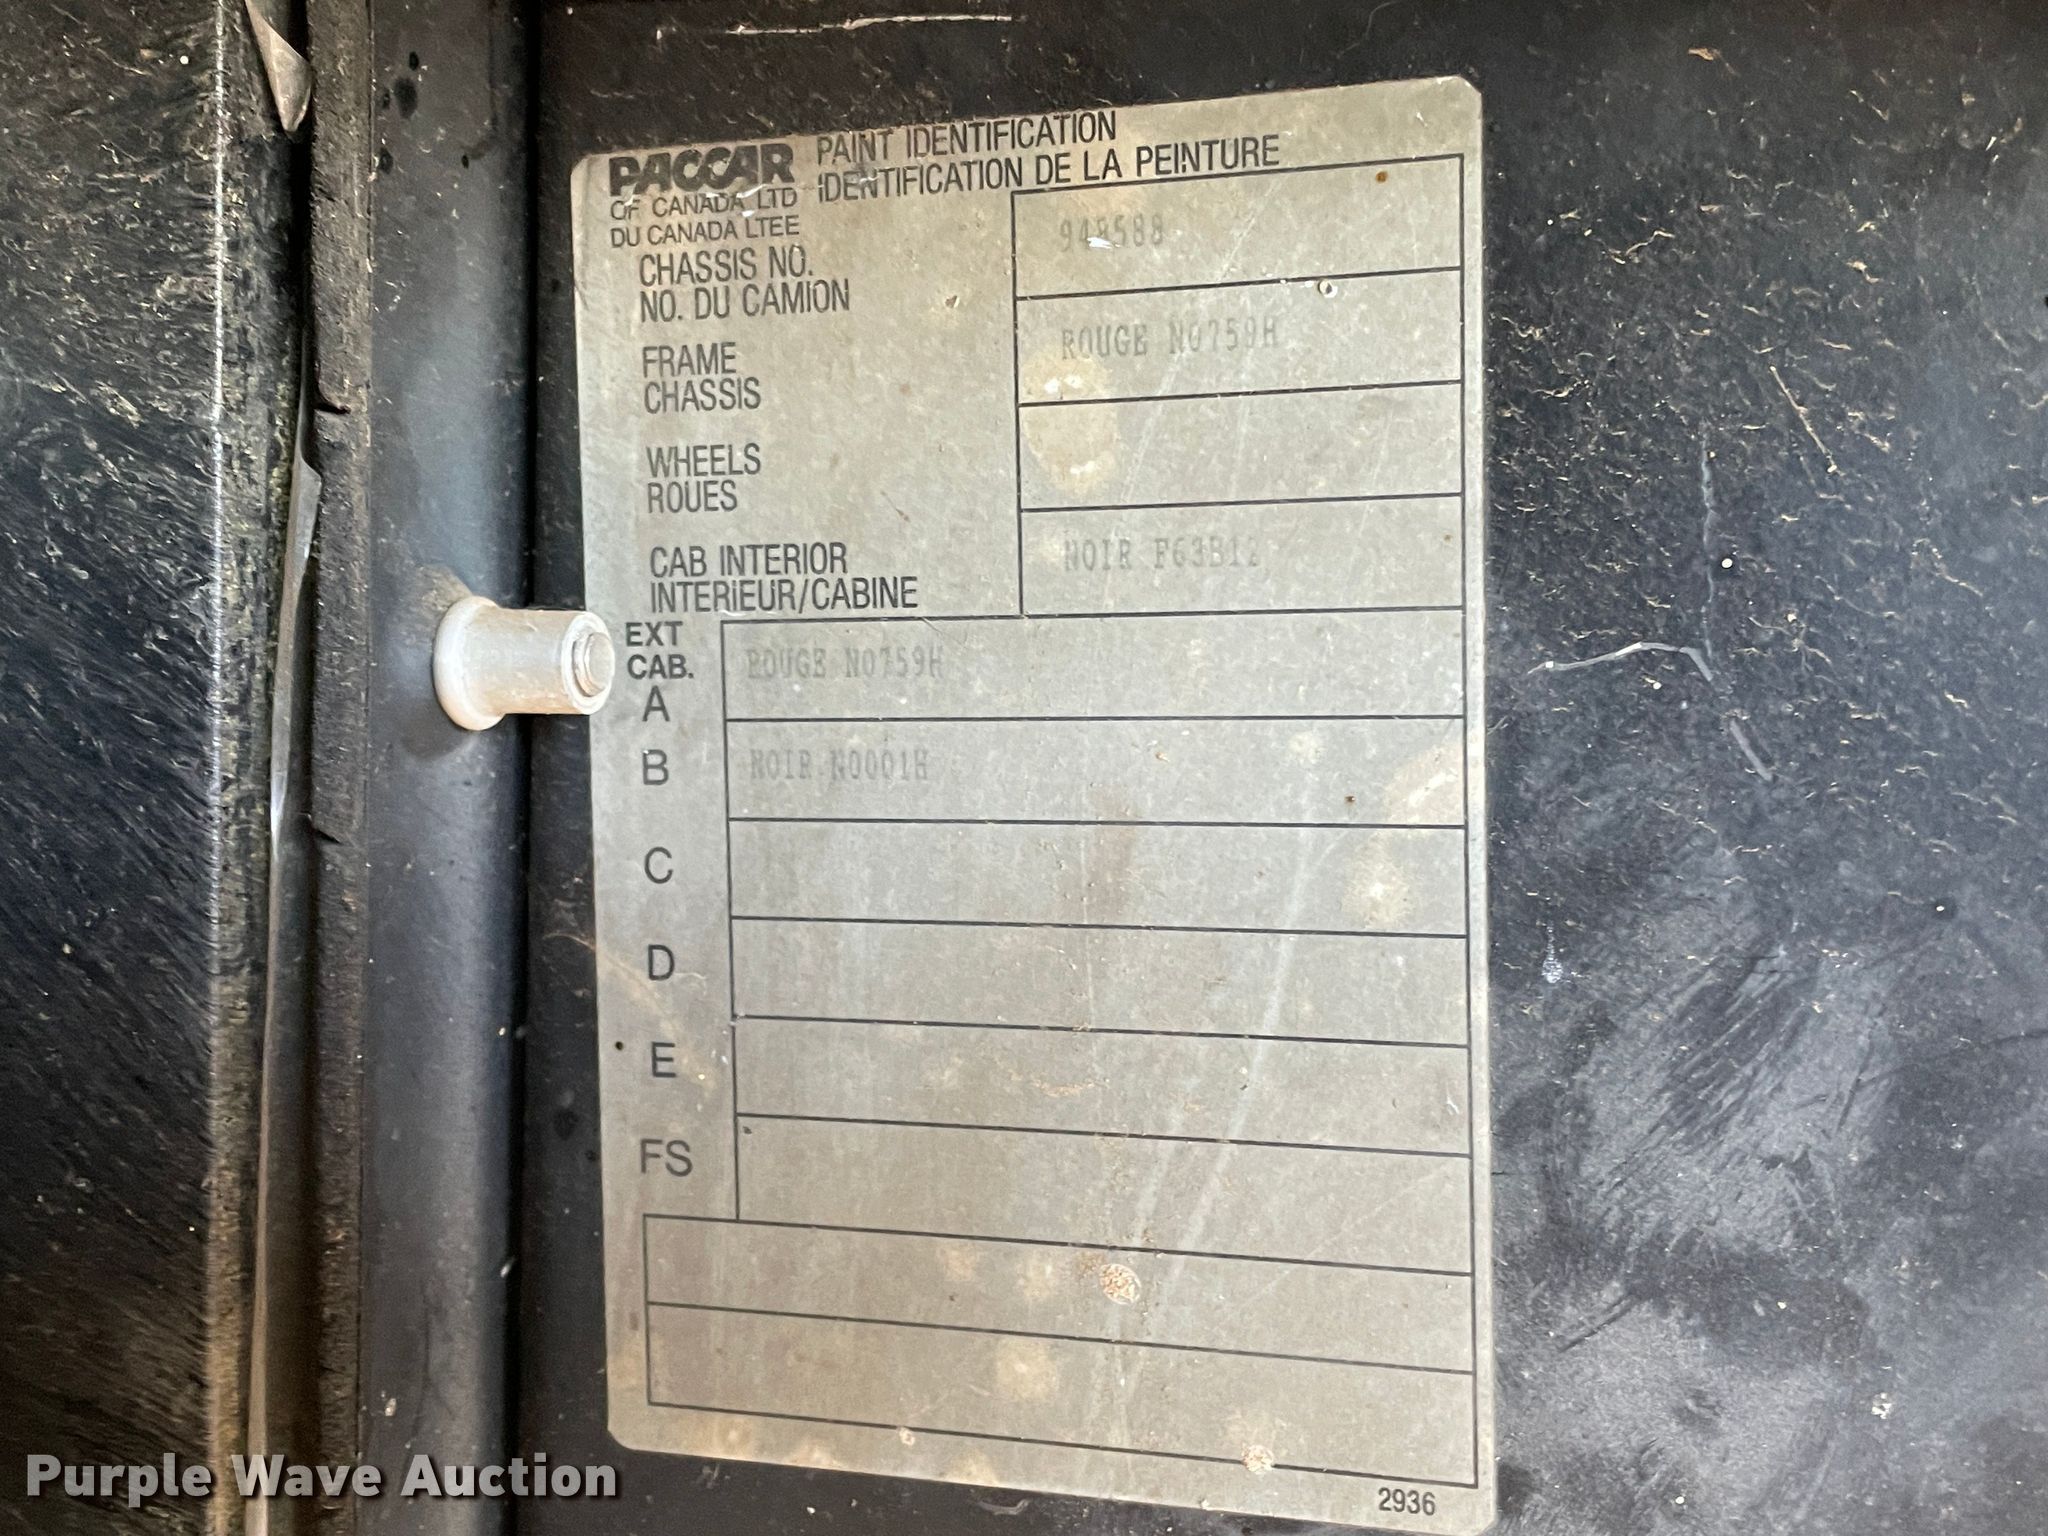 PACCAR
OF CANADA LTD
DU CANADA LTEE
PAINT IDENTIFICATION
IDENTIFICATION DE LA PEINTURE
CHASSIS NO.
NO. DU CAMION
948588
FRAME
CHASSIS
ROUGE N0759H
WHEELS
ROUES
CAB INTERIOR
INTERIEUR/CABINE
NOIR F63B12
EXT
CAB.
A
ROUGE N0759H
B
NOIR N0001H
C
D
E
FS
2936
Purple Wave Auction